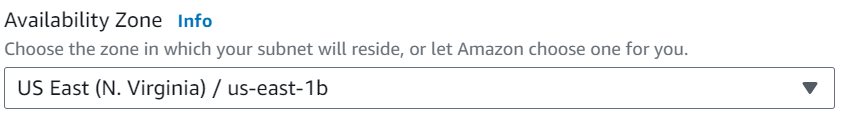 Availability Zone Info
Choose the zone in which your subnet will reside, or let Amazon choose one for you.
US East (N. Virginia) / us-east-1b